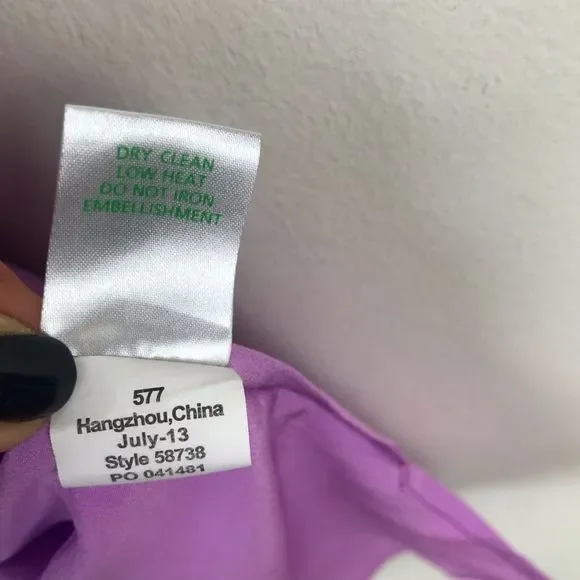 DRY CLEAN
LOW HEAT
DO NOT IRON
EMBELLISHMENT
577
Hangzhou,China
July-13
Style 58738
PO 041481